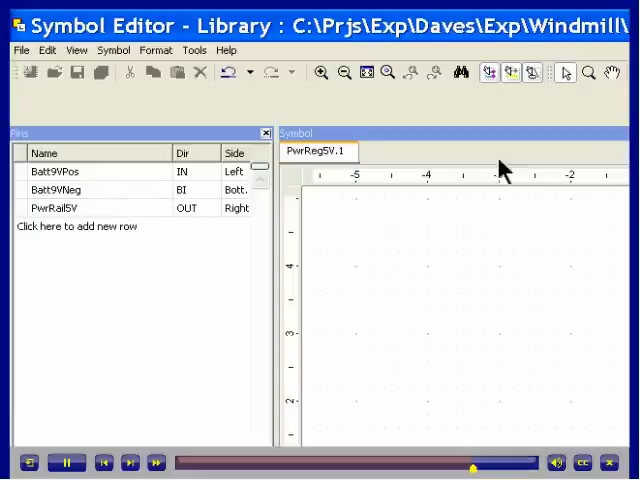 Symbol Editor - Library : C:\Prjs\Exp\Daves\Exp\Windmill\
File Edit View Symbol Format Tools Help
Pins
Symbol
Name Dir Side
PwrReg5V.1
Batt9VPos IN Left
Batt9VNeg BI Bott.
PwrRail5V OUT Right
Click here to add new row
-5 -4 -2
4
3
2
CC